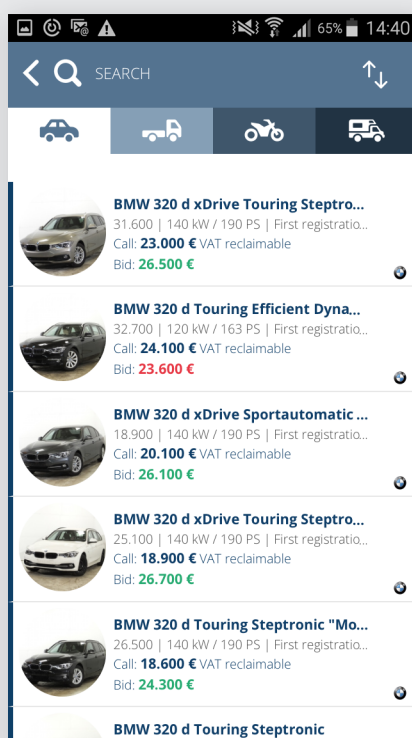 65% 14:40
SEARCH
BMW 320 d xDrive Touring Steptro...
31.600 | 140 kW / 190 PS | First registratio...
Call: 23.000 € VAT reclaimable
Bid: 26.500 €
BMW 320 d Touring Efficient Dyna...
32.700 | 120 kW / 163 PS | First registratio...
Call: 24.100 € VAT reclaimable
Bid: 23.600 €
BMW 320 d xDrive Sportautomatic ...
18.900 | 140 kW / 190 PS | First registratio...
Call: 20.100 € VAT reclaimable
Bid: 26.100 €
BMW 320 d xDrive Touring Steptro...
25.100 | 140 kW / 190 PS | First registratio...
Call: 18.900 € VAT reclaimable
Bid: 26.700 €
BMW 320 d Touring Steptronic "Mo...
26.500 | 140 kW / 190 PS | First registratio...
Call: 18.600 € VAT reclaimable
Bid: 24.300 €
BMW 320 d Touring Steptronic